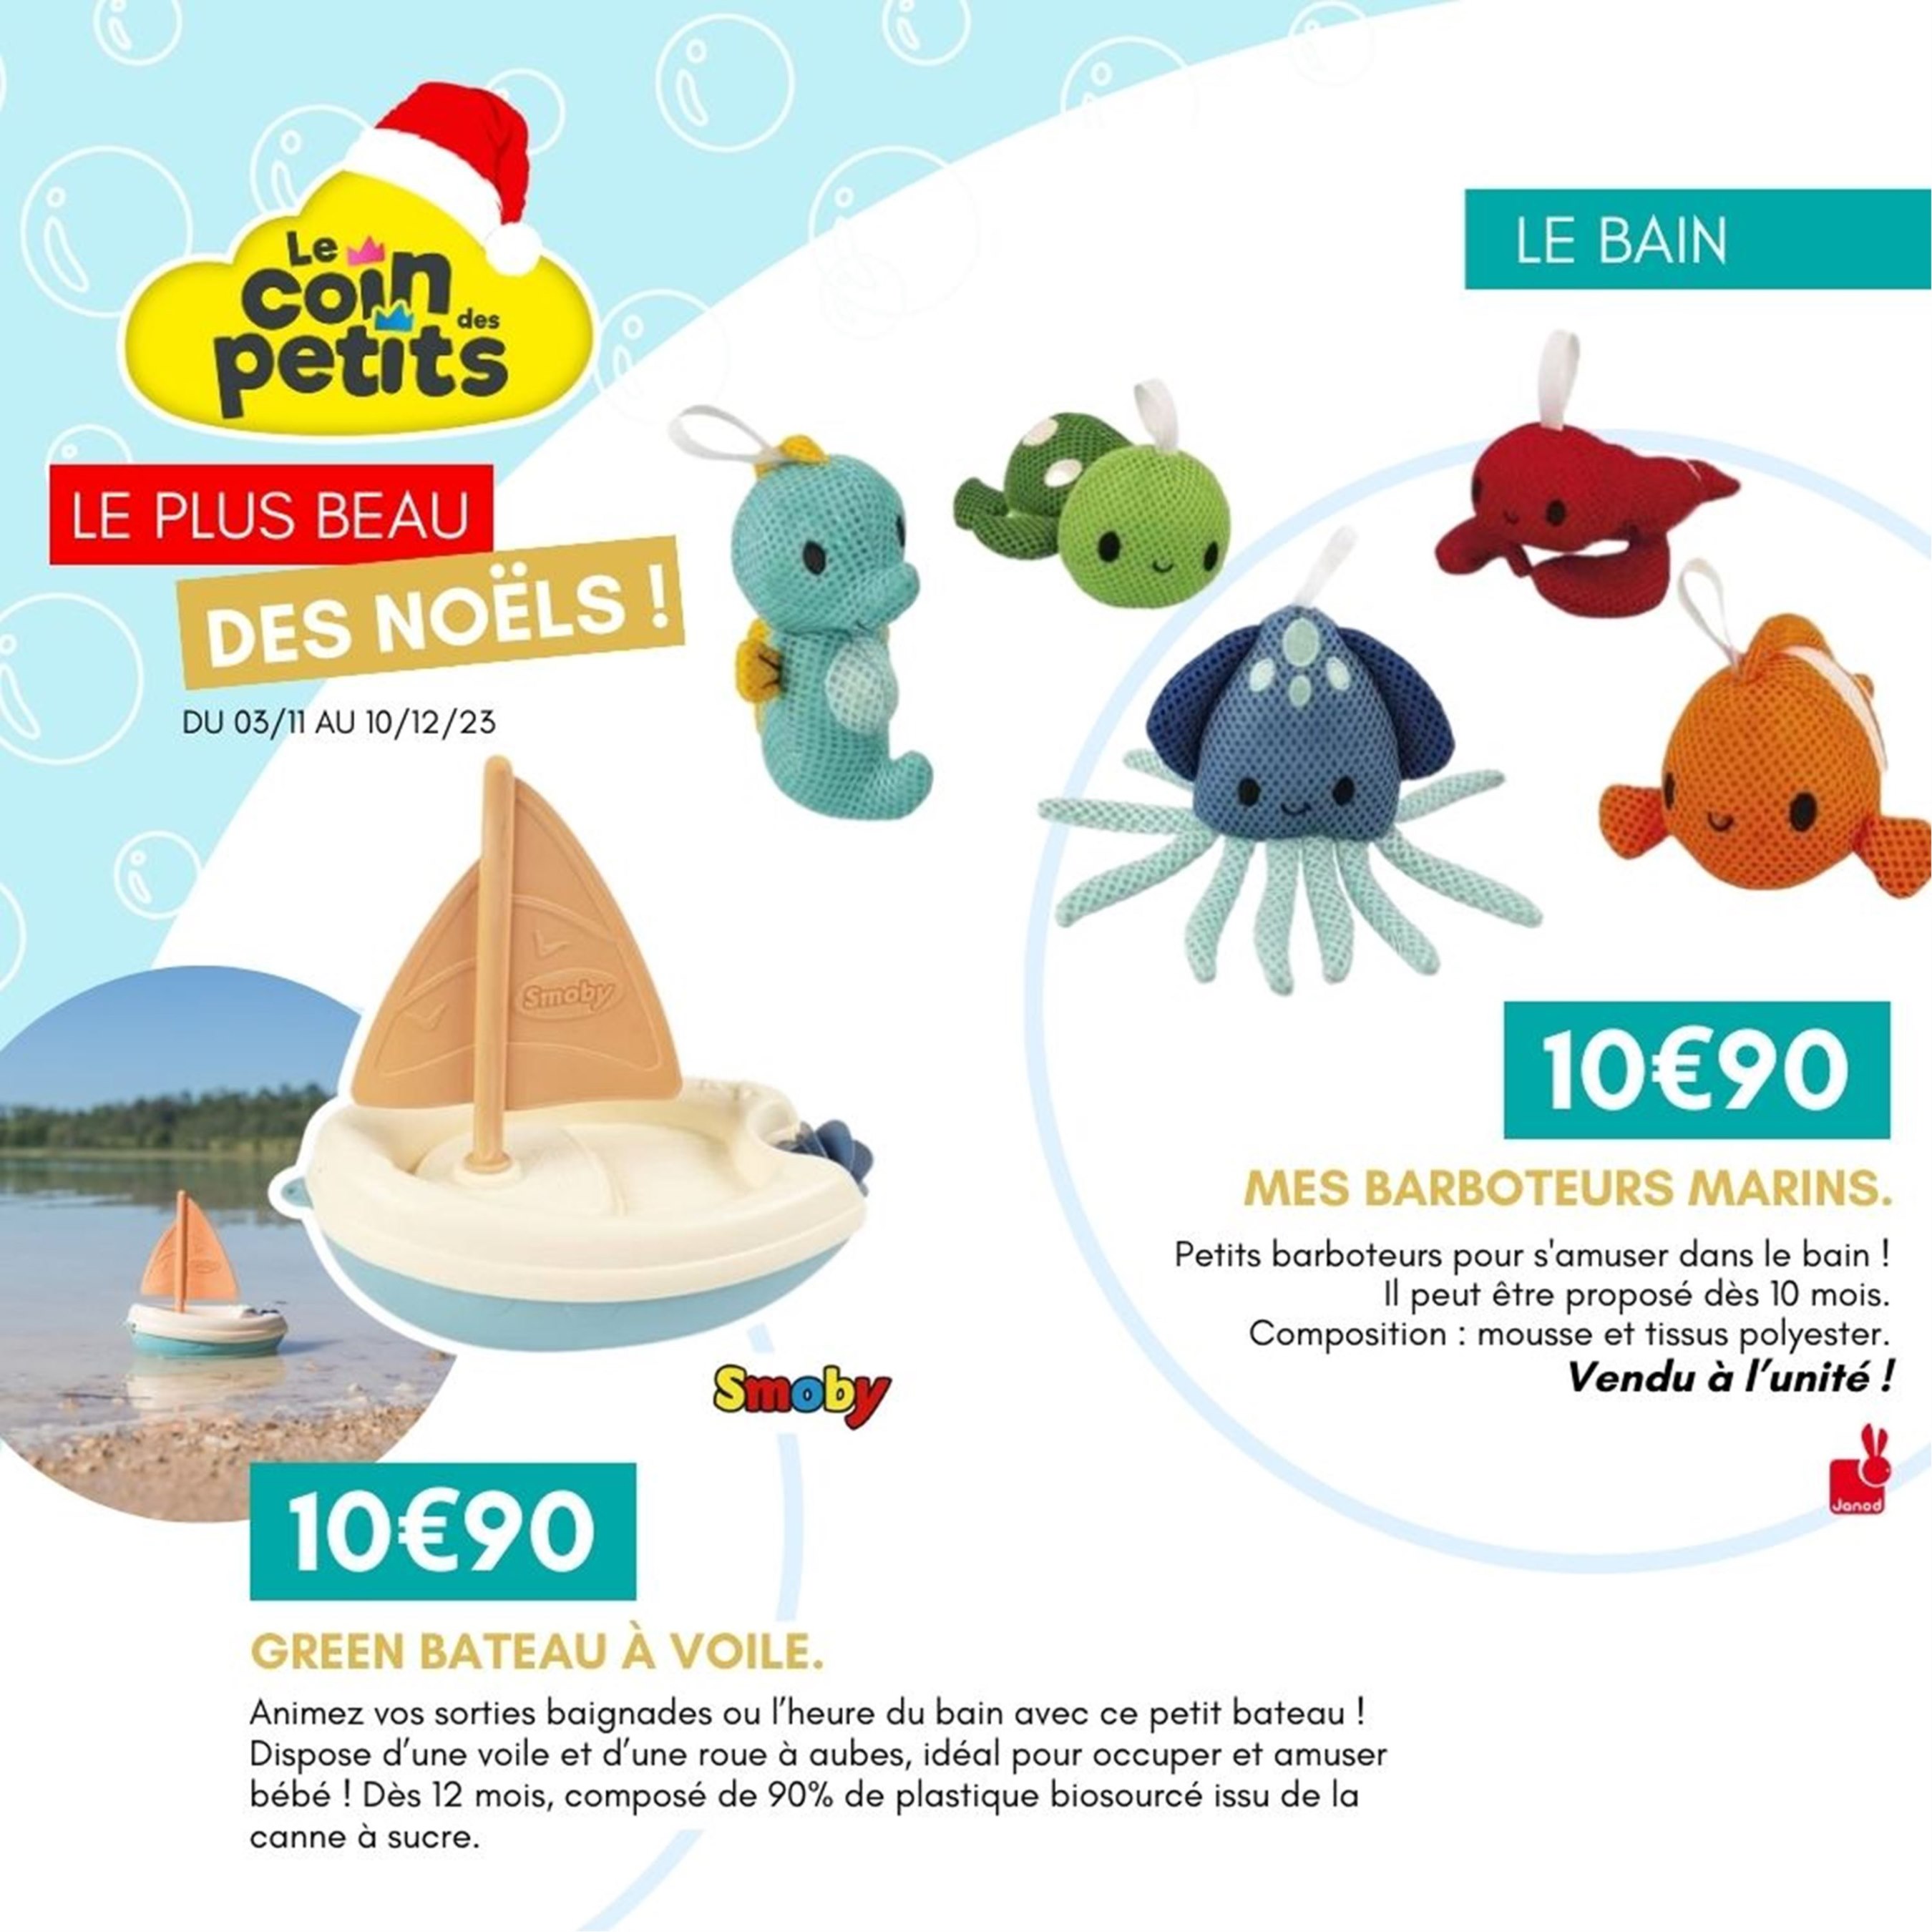 Le
coin
des
petits
LE BAIN
LE PLUS BEAU
DES NOËLS !
DU 03/11 AU 10/12/23
Smoby
10€90
MES BARBOTEURS MARINS.
Petits barboteurs pour s'amuser dans le bain !
Il peut être proposé dès 10 mois.
Composition : mousse et tissus polyester.
Vendu à l’unité !
Smoby
Janod
10€90
GREEN BATEAU À VOILE.
Animez vos sorties baignades ou l’heure du bain avec ce petit bateau !
Dispose d’une voile et d’une roue à aubes, idéal pour occuper et amuser
bébé ! Dès 12 mois, composé de 90% de plastique biosourcé issu de la
canne à sucre.